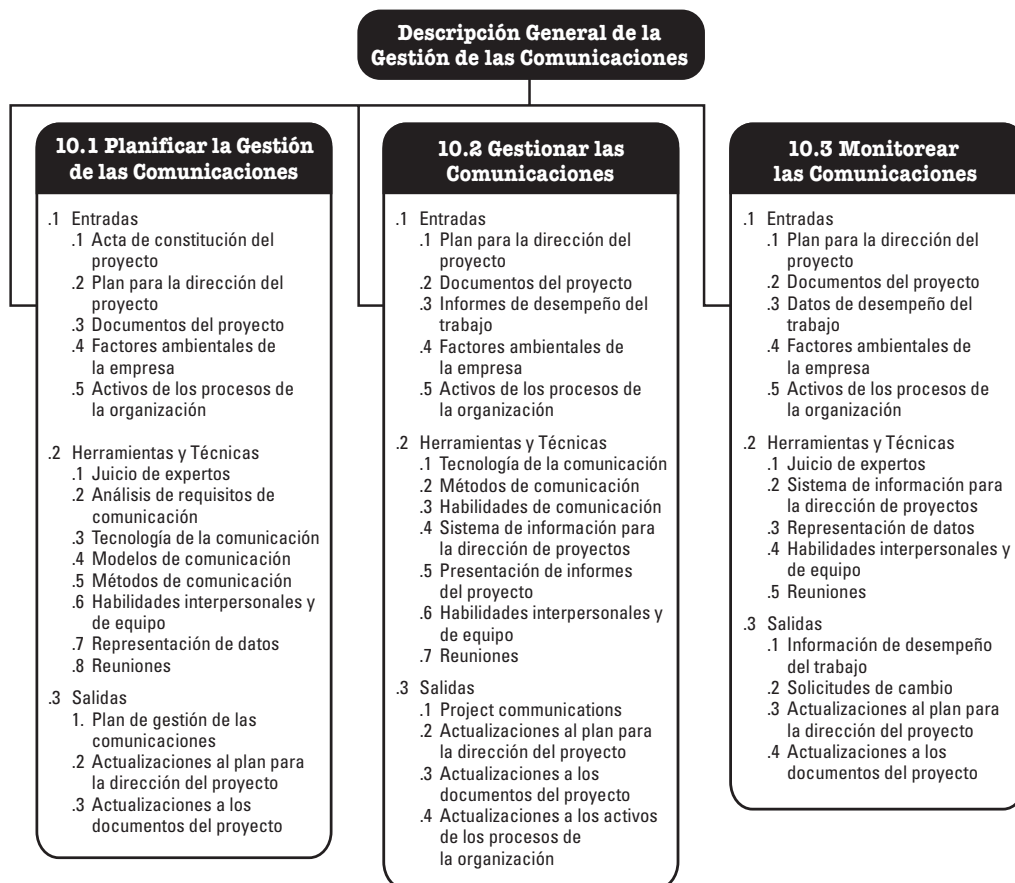 Descripción General de la
Gestión de las Comunicaciones
10.1 Planificar la Gestión
de las Comunicaciones
.1 Entradas
.1 Acta de constitución del
proyecto
.2 Plan para la dirección del
proyecto
.3 Documentos del proyecto
.4 Factores ambientales de
la empresa
.5 Activos de los procesos de
la organización
.2 Herramientas y Técnicas
.1 Juicio de expertos
.2 Análisis de requisitos de
comunicación
.3 Tecnología de la comunicación
.4 Modelos de comunicación
.5 Métodos de comunicación
.6 Habilidades interpersonales y
de equipo
.7 Representación de datos
.8 Reuniones
.3 Salidas
1. Plan de gestión de las
comunicaciones
.2 Actualizaciones al plan para
la dirección del proyecto
.3 Actualizaciones a los
documentos del proyecto
10.2 Gestionar las
Comunicaciones
.1 Entradas
.1 Plan para la dirección del
proyecto
.2 Documentos del proyecto
.3 Informes de desempeño del
trabajo
.4 Factores ambientales de
la empresa
.5 Activos de los procesos de
la organización
.2 Herramientas y Técnicas
.1 Tecnología de la comunicación
.2 Métodos de comunicación
.3 Habilidades de comunicación
.4 Sistema de información para
la dirección de proyectos
.5 Presentación de informes
del proyecto
.6 Habilidades interpersonales y
de equipo
.7 Reuniones
.3 Salidas
.1 Project communications
.2 Actualizaciones al plan para
la dirección del proyecto
.3 Actualizaciones a los
documentos del proyecto
.4 Actualizaciones a los activos
de los procesos de
la organización
10.3 Monitorear
las Comunicaciones
.1 Entradas
.1 Plan para la dirección del
proyecto
.2 Documentos del proyecto
.3 Datos de desempeño del
trabajo
.4 Factores ambientales de
la empresa
.5 Activos de los procesos de
la organización
.2 Herramientas y Técnicas
.1 Juicio de expertos
.2 Sistema de información para
la dirección de proyectos
.3 Representación de datos
.4 Habilidades interpersonales y
de equipo
.5 Reuniones
.3 Salidas
.1 Información de desempeño
del trabajo
.2 Solicitudes de cambio
.3 Actualizaciones al plan para
la dirección del proyecto
.4 Actualizaciones a los
documentos del proyecto